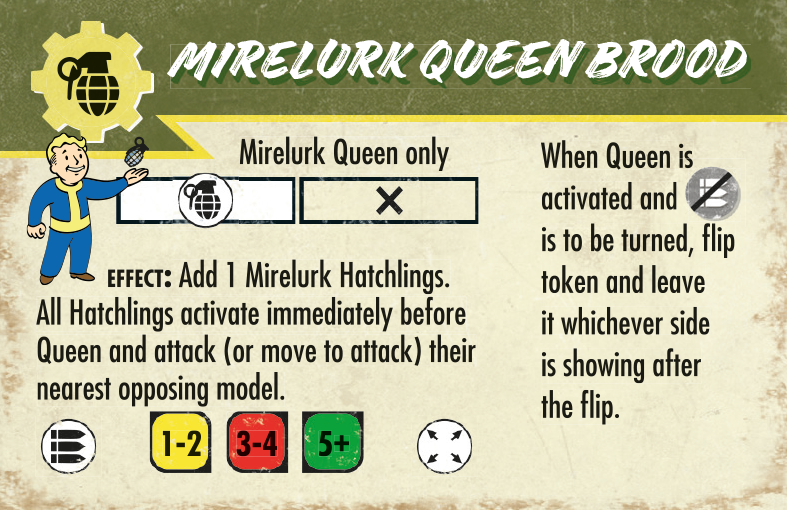 MIRELURK QUEEN BROOD
Mirelurk Queen only
EFFECT: Add 1 Mirelurk Hatchlings.
All Hatchlings activate immediately before
Queen and attack (or move to attack) their
nearest opposing model.
1-2 3-4 5+
When Queen is
activated and
is to be turned, flip
token and leave
it whichever side
is showing after
the flip.